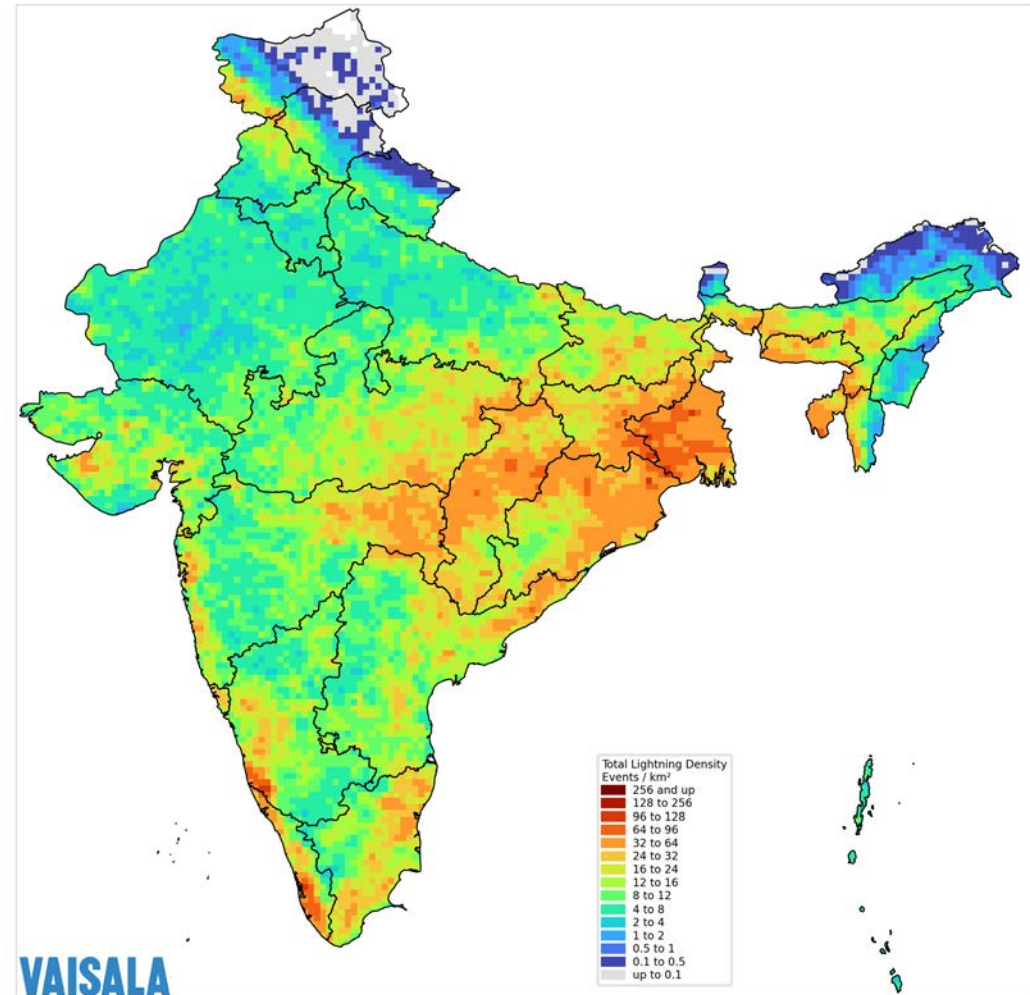 Total Lightning Density
Events / km²
256 and up
128 to 256
96 to 128
64 to 96
32 to 64
24 to 32
16 to 24
12 to 16
8 to 12
4 to 8
2 to 4
1 to 2
0.5 to 1
0.1 to 0.5
up to 0.1
VAISALA